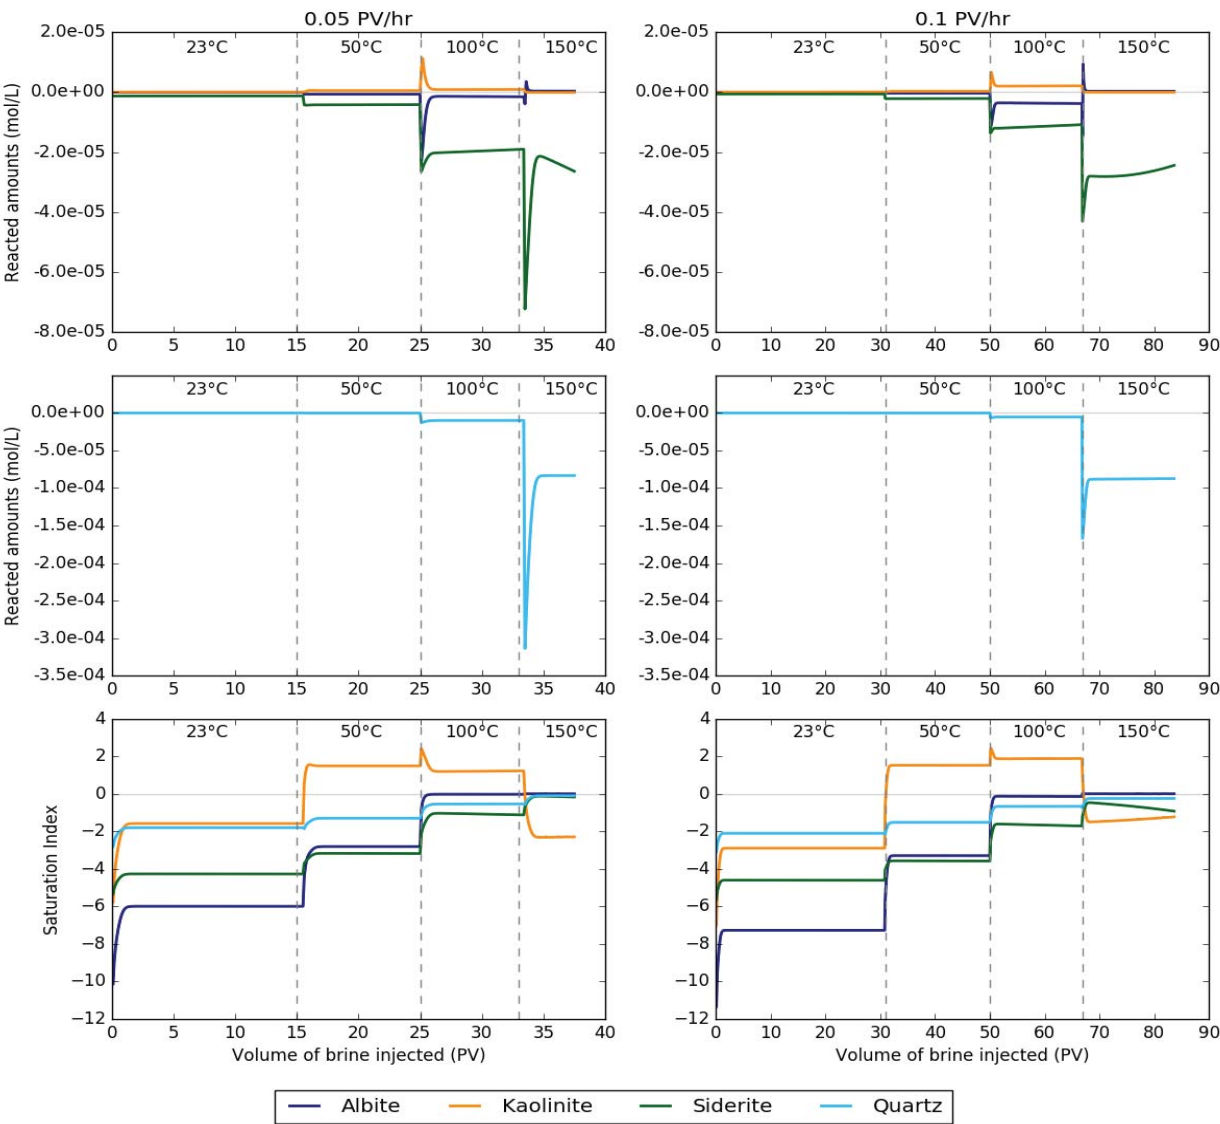 0.05 PV/hr
0.1 PV/hr
2.0e-05
0.0e+00
-2.0e-05
-4.0e-05
-6.0e-05
-8.0e-05
Reacted amounts (mol/L)
23°C 50°C 100°C 150°C
0 5 10 15 20 25 30 35 40
2.0e-05
0.0e+00
-2.0e-05
-4.0e-05
-6.0e-05
-8.0e-05
23°C 50°C 100°C 150°C
0 10 20 30 40 50 60 70 80 90
0.0e+00
-5.0e-05
-1.0e-04
-1.5e-04
-2.0e-04
-2.5e-04
-3.0e-04
-3.5e-04
Reacted amounts (mol/L)
23°C 50°C 100°C 150°C
0 5 10 15 20 25 30 35 40
0.0e+00
-5.0e-05
-1.0e-04
-1.5e-04
-2.0e-04
-2.5e-04
-3.0e-04
-3.5e-04
23°C 50°C 100°C 150°C
0 10 20 30 40 50 60 70 80 90
4
2
0
−2
−4
−6
−8
−10
−12
Saturation Index
23°C 50°C 100°C 150°C
0 5 10 15 20 25 30 35 40
Volume of brine injected (PV)
4
2
0
−2
−4
−6
−8
−10
−12
23°C 50°C 100°C 150°C
0 10 20 30 40 50 60 70 80 90
Volume of brine injected (PV)
Albite Kaolinite Siderite Quartz